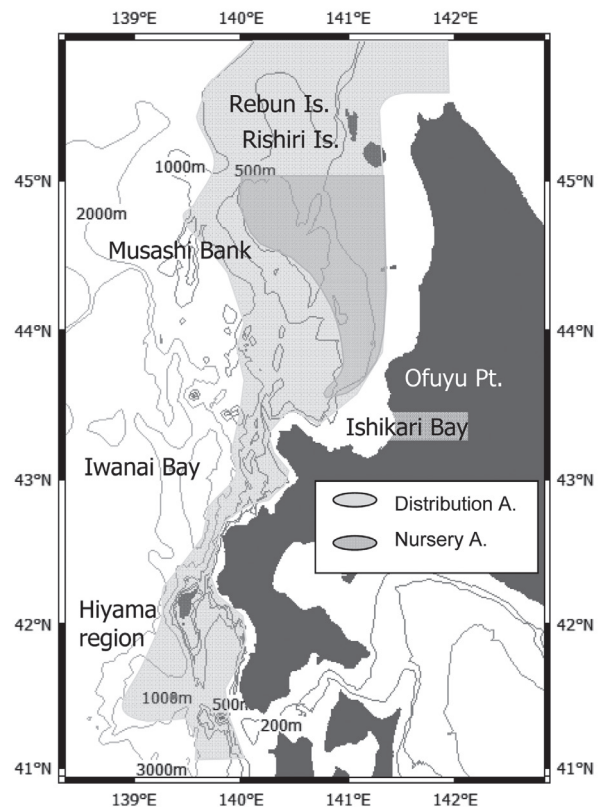 139°E 140°E 141°E 142°E
Rebun Is.
Rishiri Is.
1000m
500m
45°N 45°N
2000m
Musashi Bank
44°N 44°N
Ofuyu Pt.
Ishikari Bay
Iwanai Bay
43°N 43°N
Distribution A.
Nursery A.
42°N 42°N
Hiyama
region
1000m
500m
200m
3000m
41°N 41°N
139°E 140°E 141°E 142°E